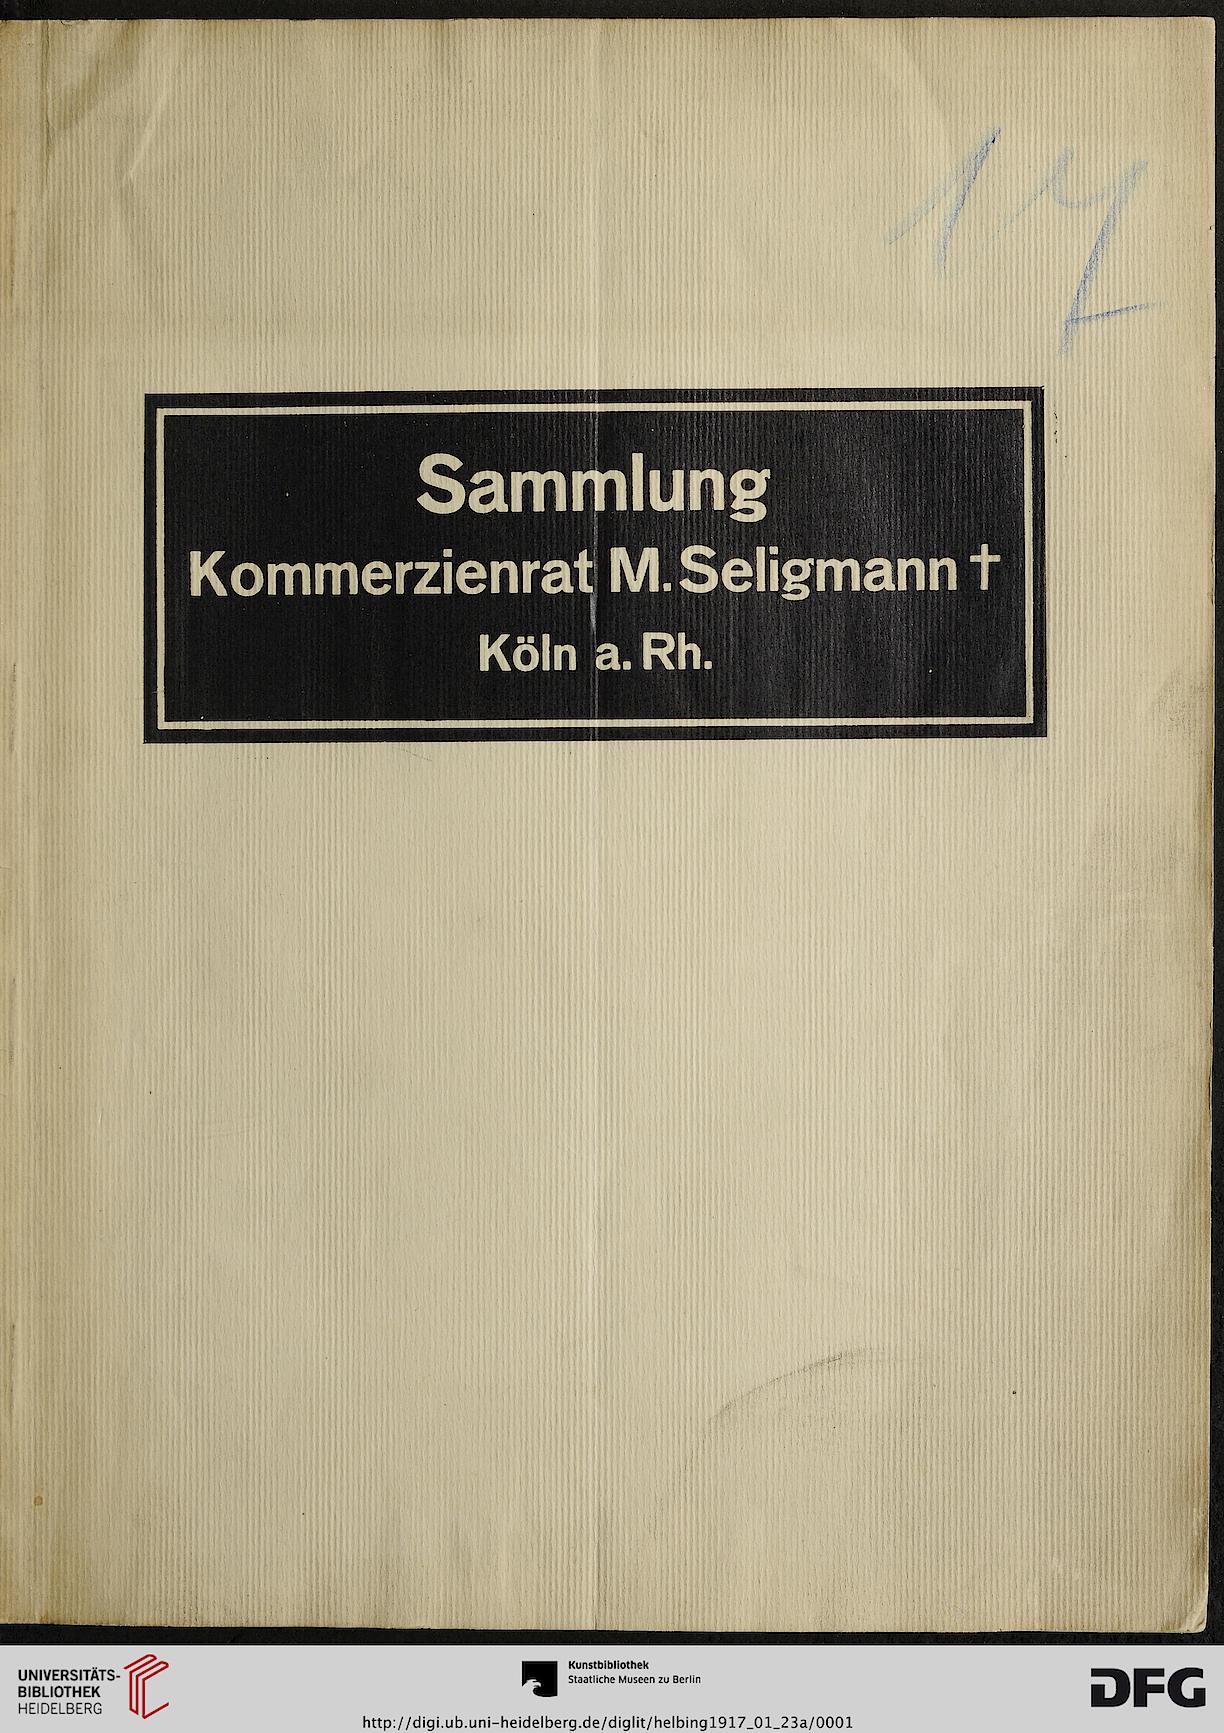 17
Sammlung
Kommerzienrat M. Seligmann †
Köln a. Rh.
UNIVERSITÄTS-
BIBLIOTHEK
HEIDELBERG
Kunstbibliothek
Staatliche Museen zu Berlin
DFG
http://digi.ub.uni-heidelberg.de/diglit/helbing1917_01_23a/0001